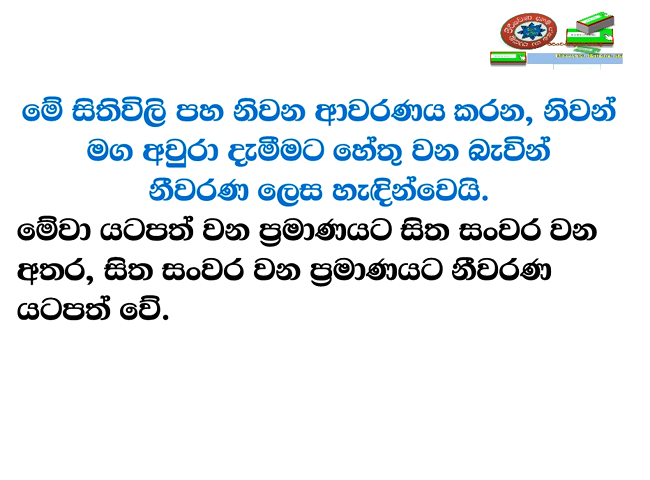 මේ සිතිවිලි පහ නිවන ආවරණය කරන, නිවන්
මග අවුරා දැමීමට හේතු වන බැවින්
නීවරණ ලෙස හැඳින්වෙයි.
මේවා යටපත් වන ප්‍රමාණයට සිත සංවර වන
අතර, සිත සංවර වන ප්‍රමාණයට නීවරණ
යටපත් වේ.